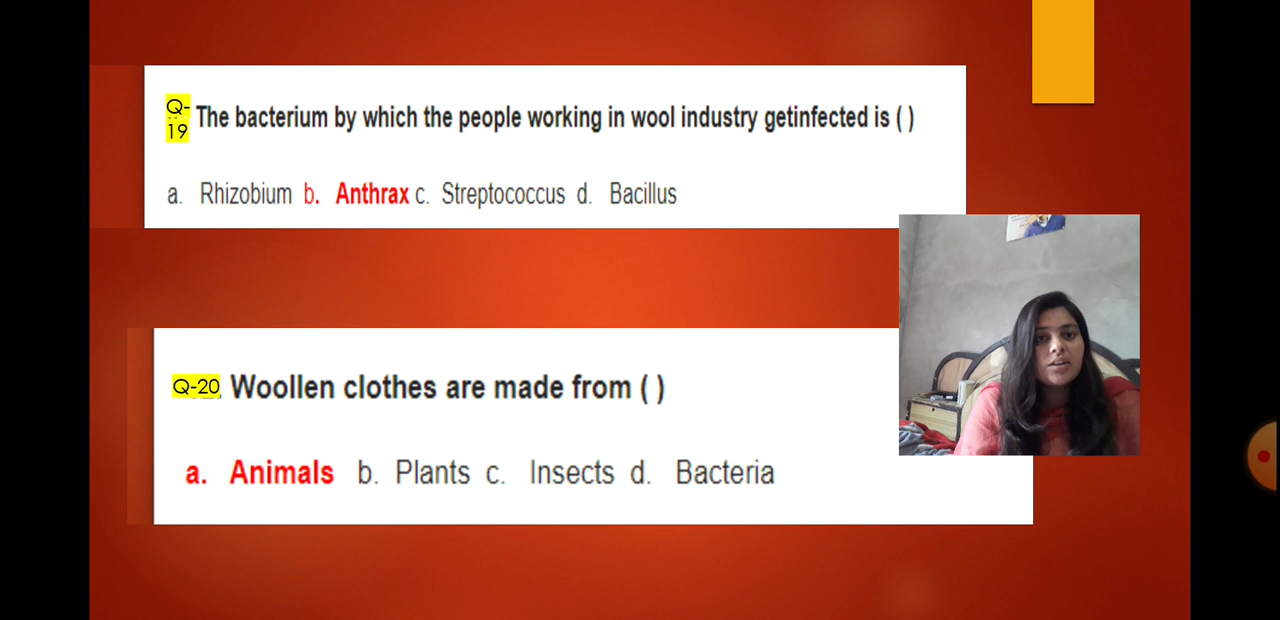 Q-
19 The bacterium by which the people working in wool industry getinfected is ( )
a. Rhizobium b. Anthrax c. Streptococcus d. Bacillus
Q-20 Woollen clothes are made from ( )
a. Animals b. Plants c. Insects d. Bacteria